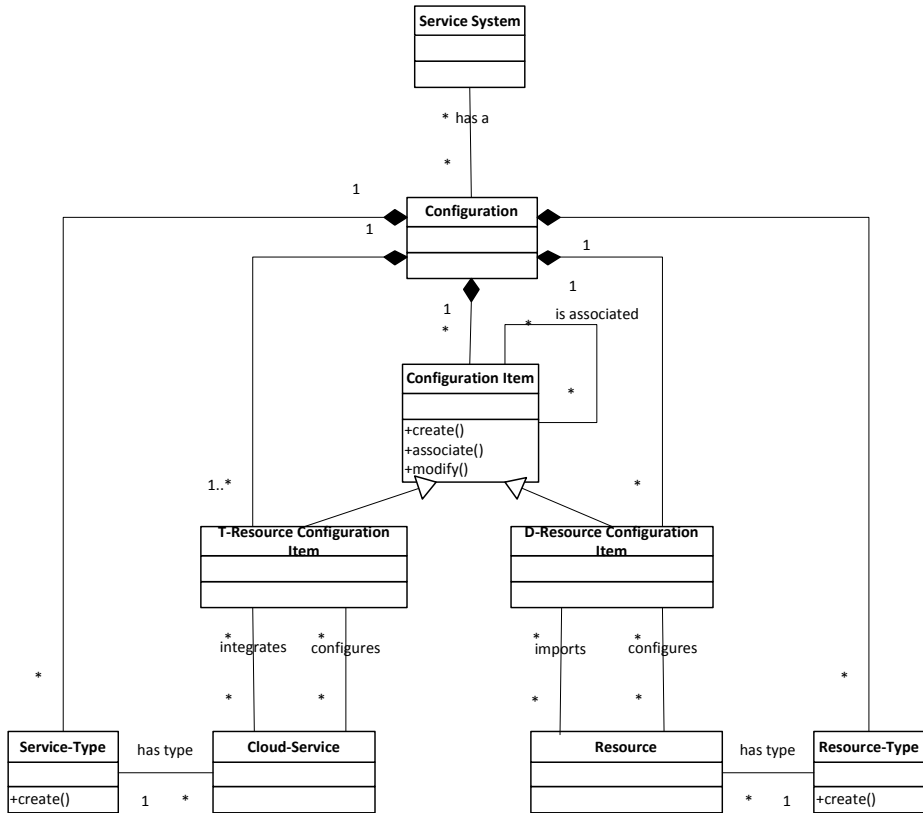 Service System
* has a
*
1
Configuration
1
1
1
1
*
* is associated
Configuration Item
*
+create()
+associate()
+modify()
1..*
*
T-Resource Configuration
Item
D-Resource Configuration
Item
* * * *
integrates configures imports configures
* * * *
* *
Service-Type has type Cloud-Service Resource has type Resource-Type
+create() 1 * * 1 +create()